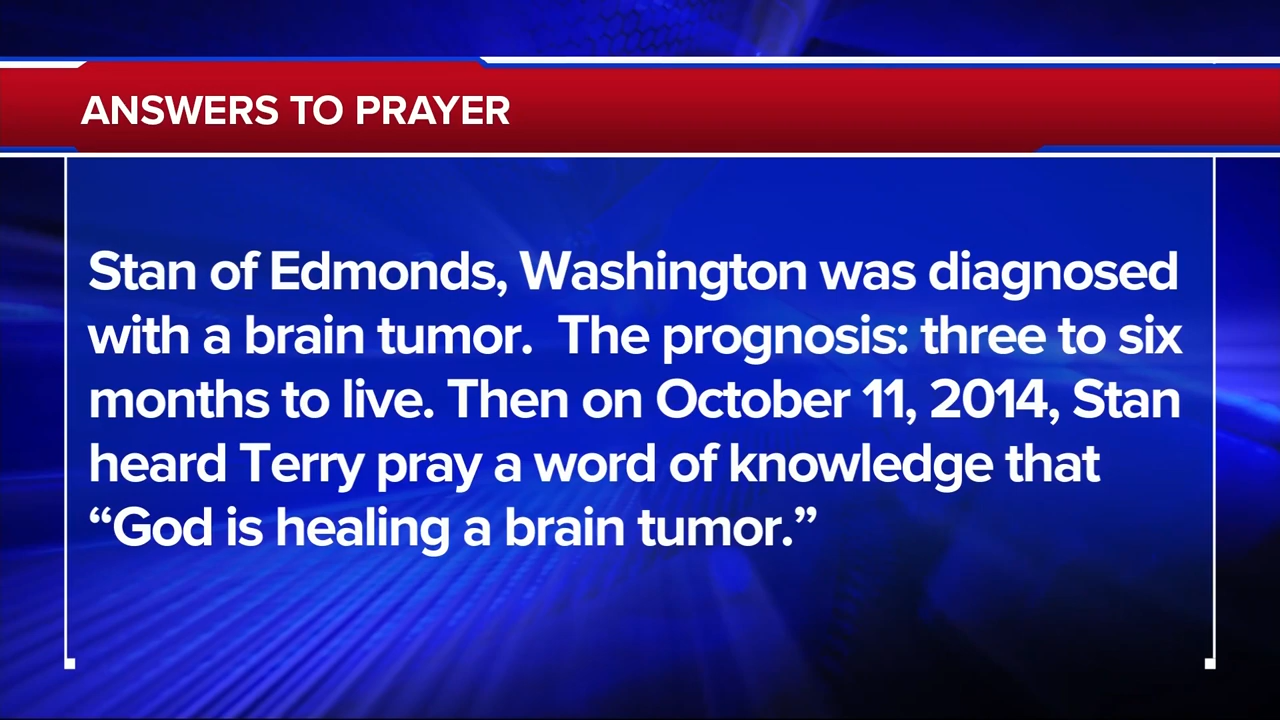 ANSWERS TO PRAYER
Stan of Edmonds, Washington was diagnosed
with a brain tumor.  The prognosis: three to six
months to live. Then on October 11, 2014, Stan
heard Terry pray a word of knowledge that
“God is healing a brain tumor.”